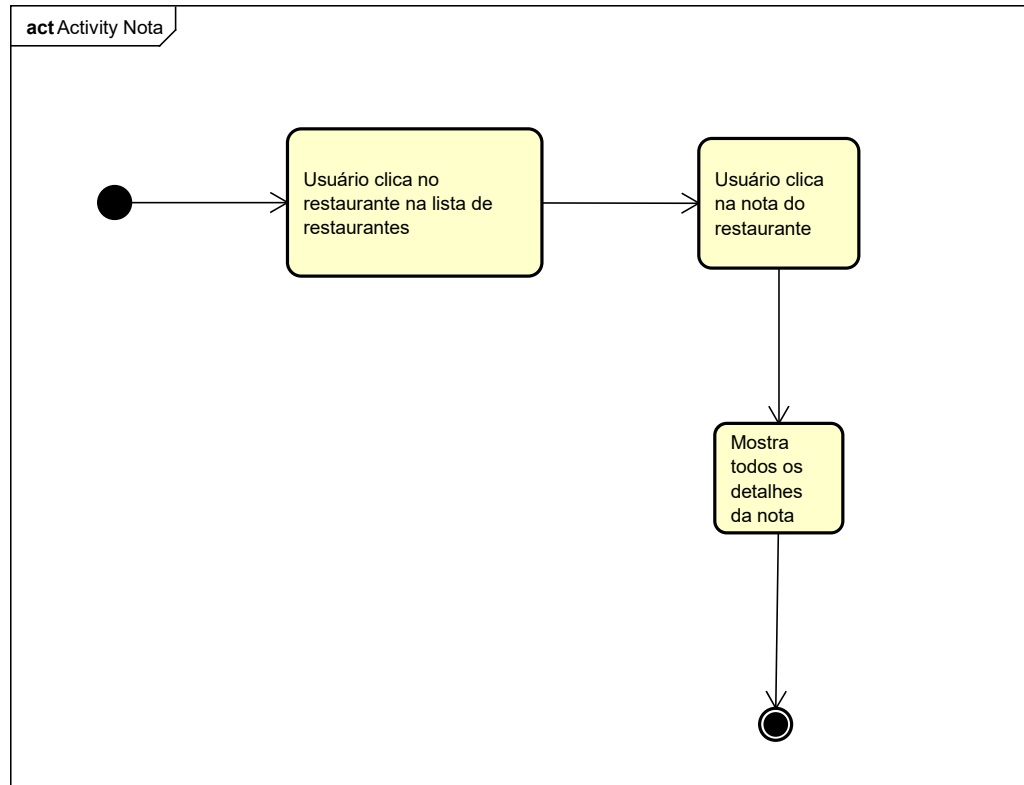 act Activity Nota
Usuário clica no
restaurante na lista de
restaurantes
Usuário clica
na nota do
restaurante
Mostra
todos os
detalhes
da nota